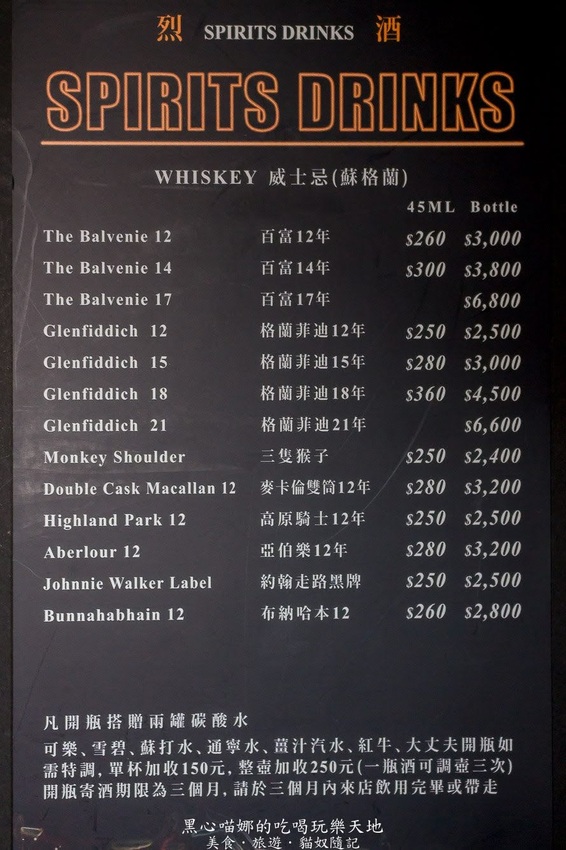 烈 SPIRITS DRINKS 酒
SPIRITS DRINKS
WHISKEY 威士忌(蘇格蘭)
45ML Bottle
The Balvenie 12 百富12年 $260 $3,000
The Balvenie 14 百富14年 $300 $3,800
The Balvenie 17 百富17年 $6,800
Glenfiddich 12 格蘭菲迪12年 $250 $2,500
Glenfiddich 15 格蘭菲迪15年 $280 $3,000
Glenfiddich 18 格蘭菲迪18年 $360 $4,500
Glenfiddich 21 格蘭菲迪21年 $6,600
Monkey Shoulder 三隻猴子 $250 $2,400
Double Cask Macallan 12 麥卡倫雙筒12年 $280 $3,200
Highland Park 12 高原騎士12年 $250 $2,500
Aberlour 12 亞伯樂12年 $280 $3,200
Johnnie Walker Label 約翰走路黑牌 $250 $2,500
Bunnahabhain 12 布納哈本12 $260 $2,800
凡開瓶搭贈兩罐碳酸水
可樂、雪碧、蘇打水、通寧水、薑汁汽水、紅牛、大丈夫開瓶如
需特調, 單杯加收150元, 整壺加收250元(一瓶酒可調壺三次)
開瓶寄酒期限為三個月, 請於三個月內來店飲用完畢或帶走
黑心喵娜的吃喝玩樂天地
美食・旅遊・貓奴隨記